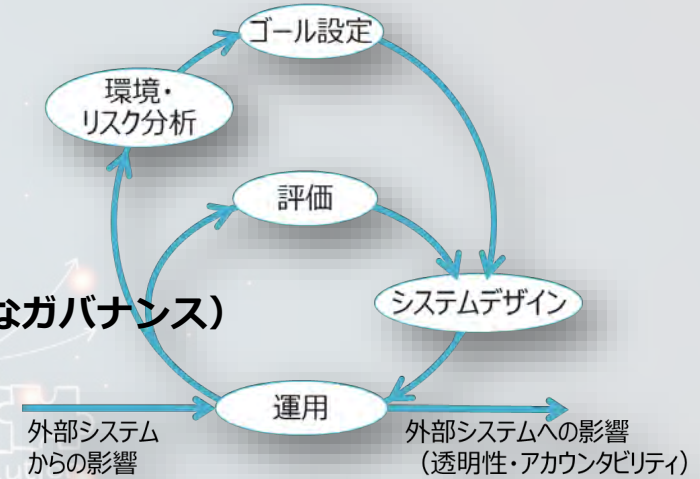 ゴール設定
環境・
リスク分析
評価
なガバナンス）
システムデザイン
運用
外部システム
からの影響
外部システムへの影響
（透明性・アカウンタビリティ）